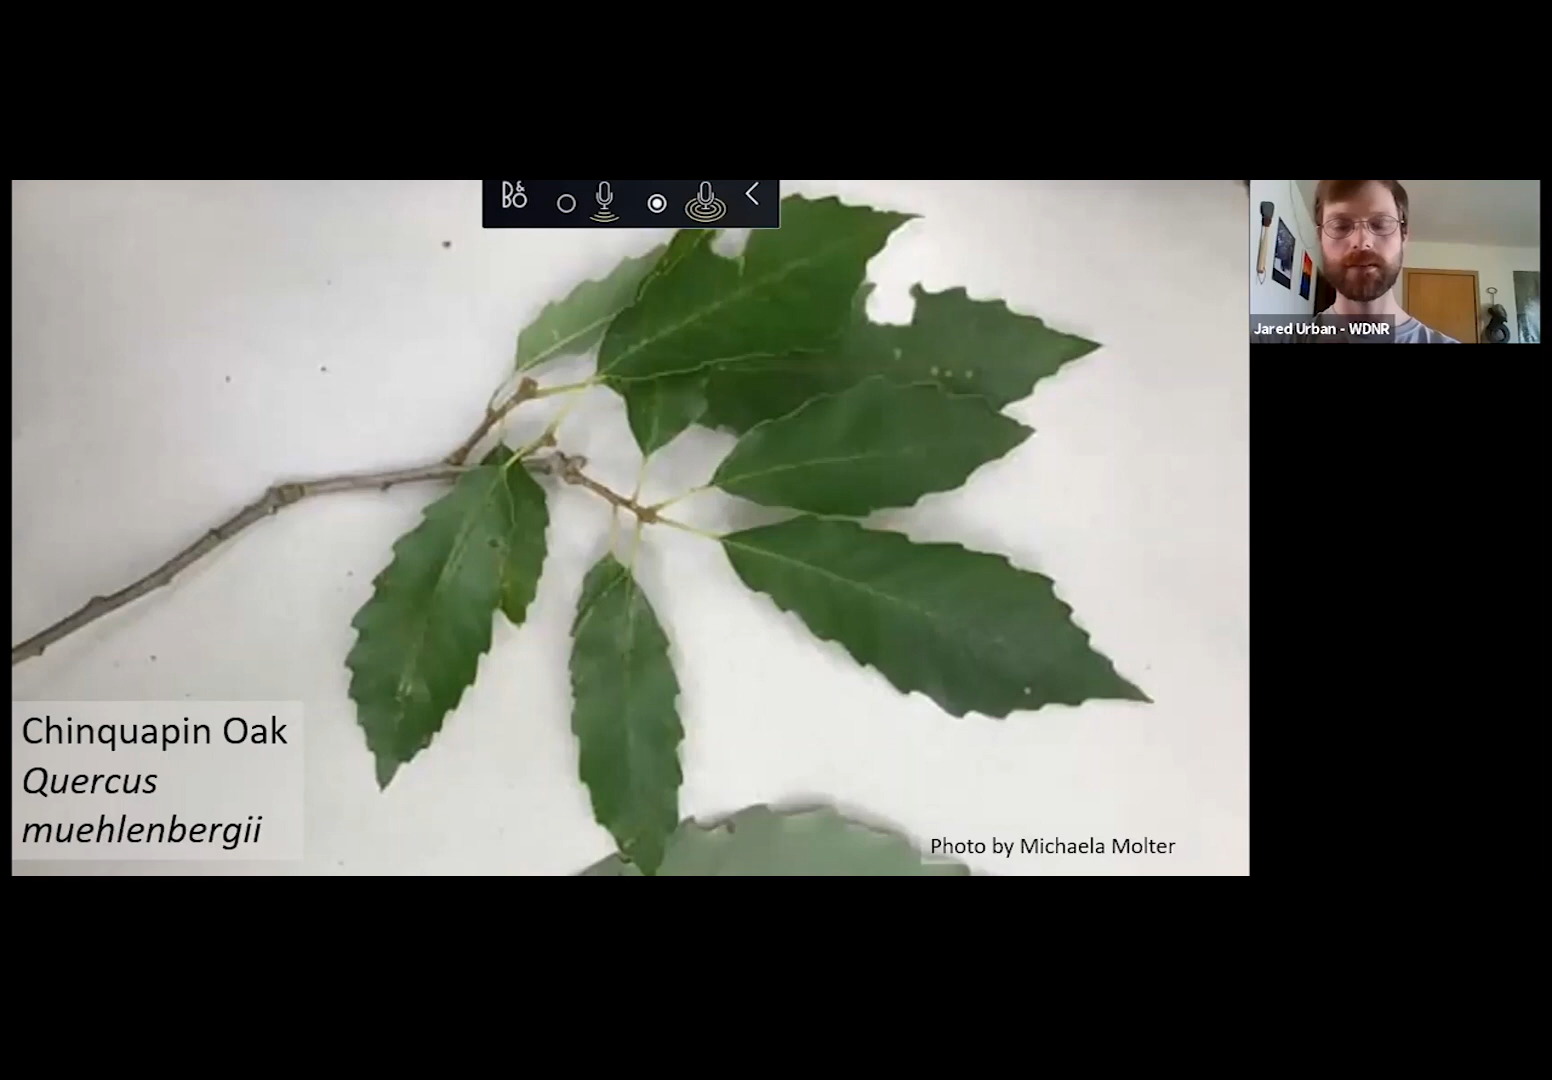 B&O
Jared Urban - WDNR
Chinquapin Oak
Quercus
muehlenbergii
Photo by Michaela Molter